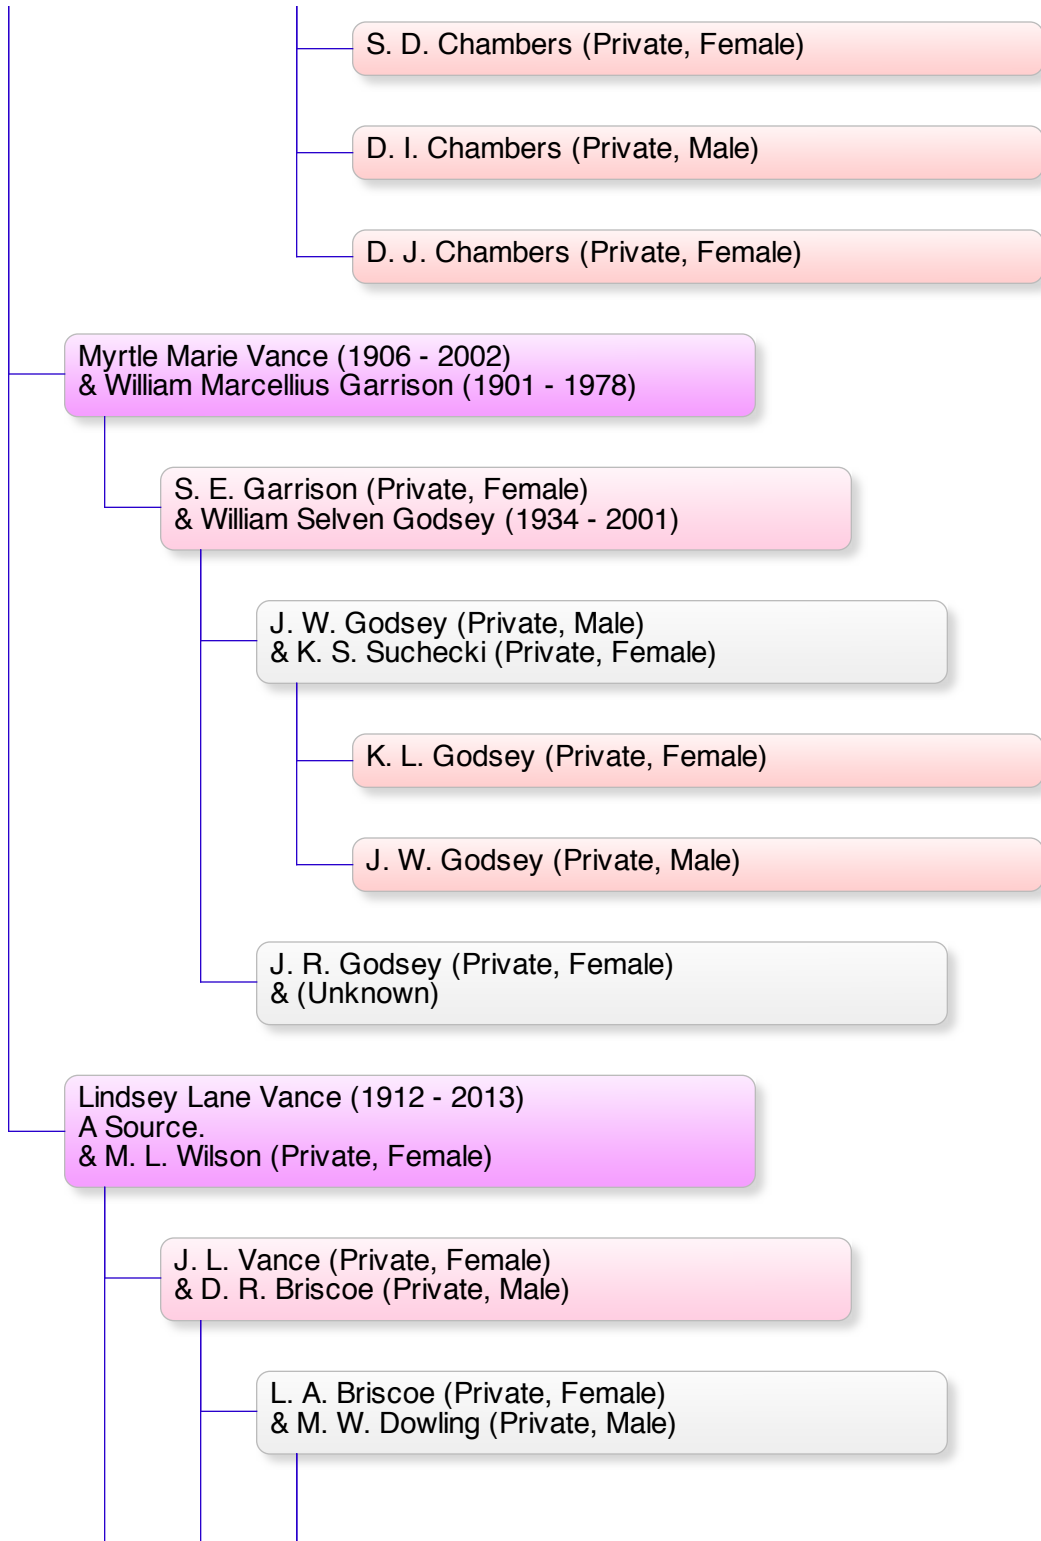 S. D. Chambers (Private, Female)
D. I. Chambers (Private, Male)
D. J. Chambers (Private, Female)
Myrtle Marie Vance (1906 - 2002)
& William Marcellius Garrison (1901 - 1978)
S. E. Garrison (Private, Female)
& William Selven Godsey (1934 - 2001)
J. W. Godsey (Private, Male)
& K. S. Suchecki (Private, Female)
K. L. Godsey (Private, Female)
J. W. Godsey (Private, Male)
J. R. Godsey (Private, Female)
& (Unknown)
Lindsey Lane Vance (1912 - 2013)
A Source.
& M. L. Wilson (Private, Female)
J. L. Vance (Private, Female)
& D. R. Briscoe (Private, Male)
L. A. Briscoe (Private, Female)
& M. W. Dowling (Private, Male)